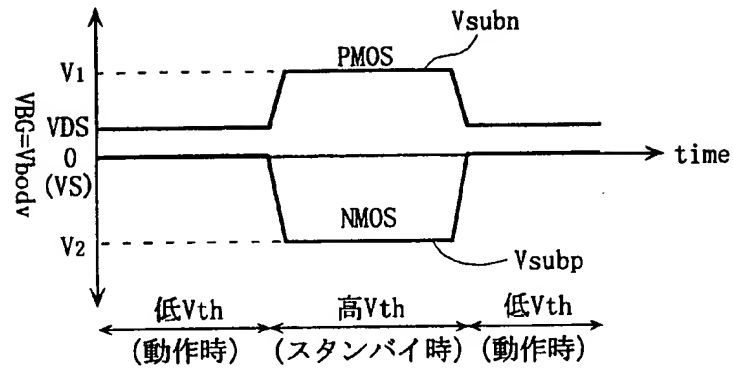 Vsubn
PMOS
V1
VDS
0
(VS)
VBG=Vbody
time
NMOS
V2
Vsubp
低Vth
高Vth
低Vth
(動作時)
(スタンバイ時)
(動作時)